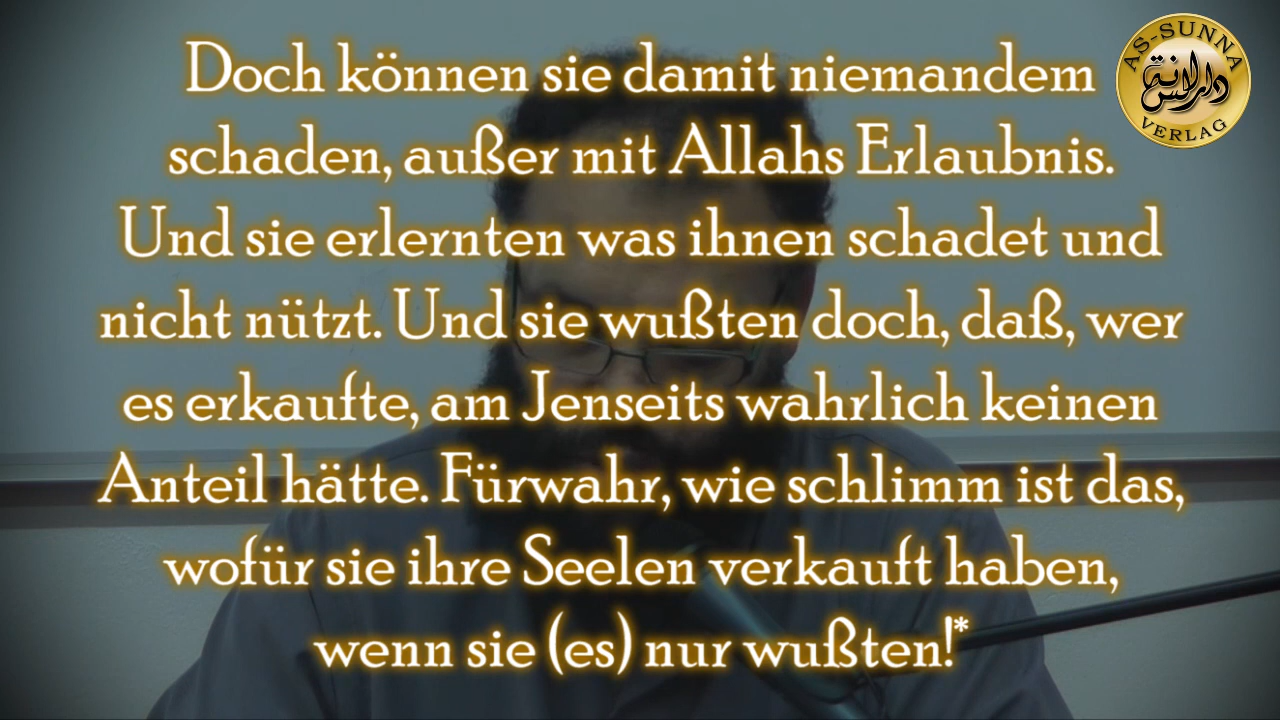 Doch können sie damit niemandem
schaden, außer mit Allahs Erlaubnis.
Und sie erlernten was ihnen schadet und
nicht nützt. Und sie wußten doch, daß, wer
es erkaufte, am Jenseits wahrlich keinen
Anteil hätte. Fürwahr, wie schlimm ist das,
wofür sie ihre Seelen verkauft haben,
wenn sie (es) nur wußten!*
AS-SUNNA
دار السنة
VERLAG